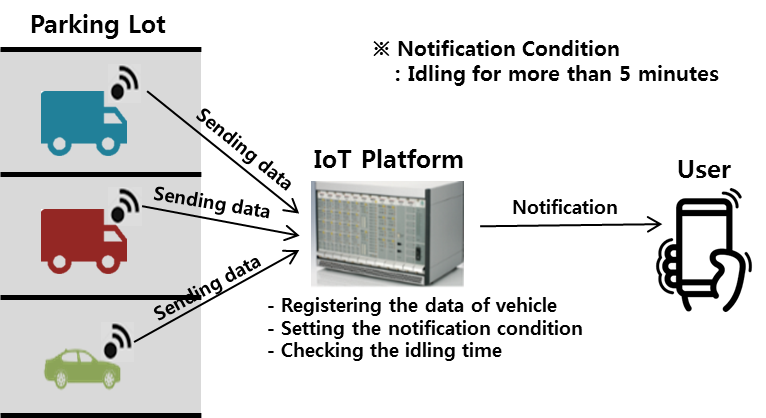 Parking Lot
※ Notification Condition
: Idling for more than 5 minutes
Sending data
IoT Platform
User
Sending data
Notification
Sending data
- Registering the data of vehicle
- Setting the notification condition
- Checking the idling time